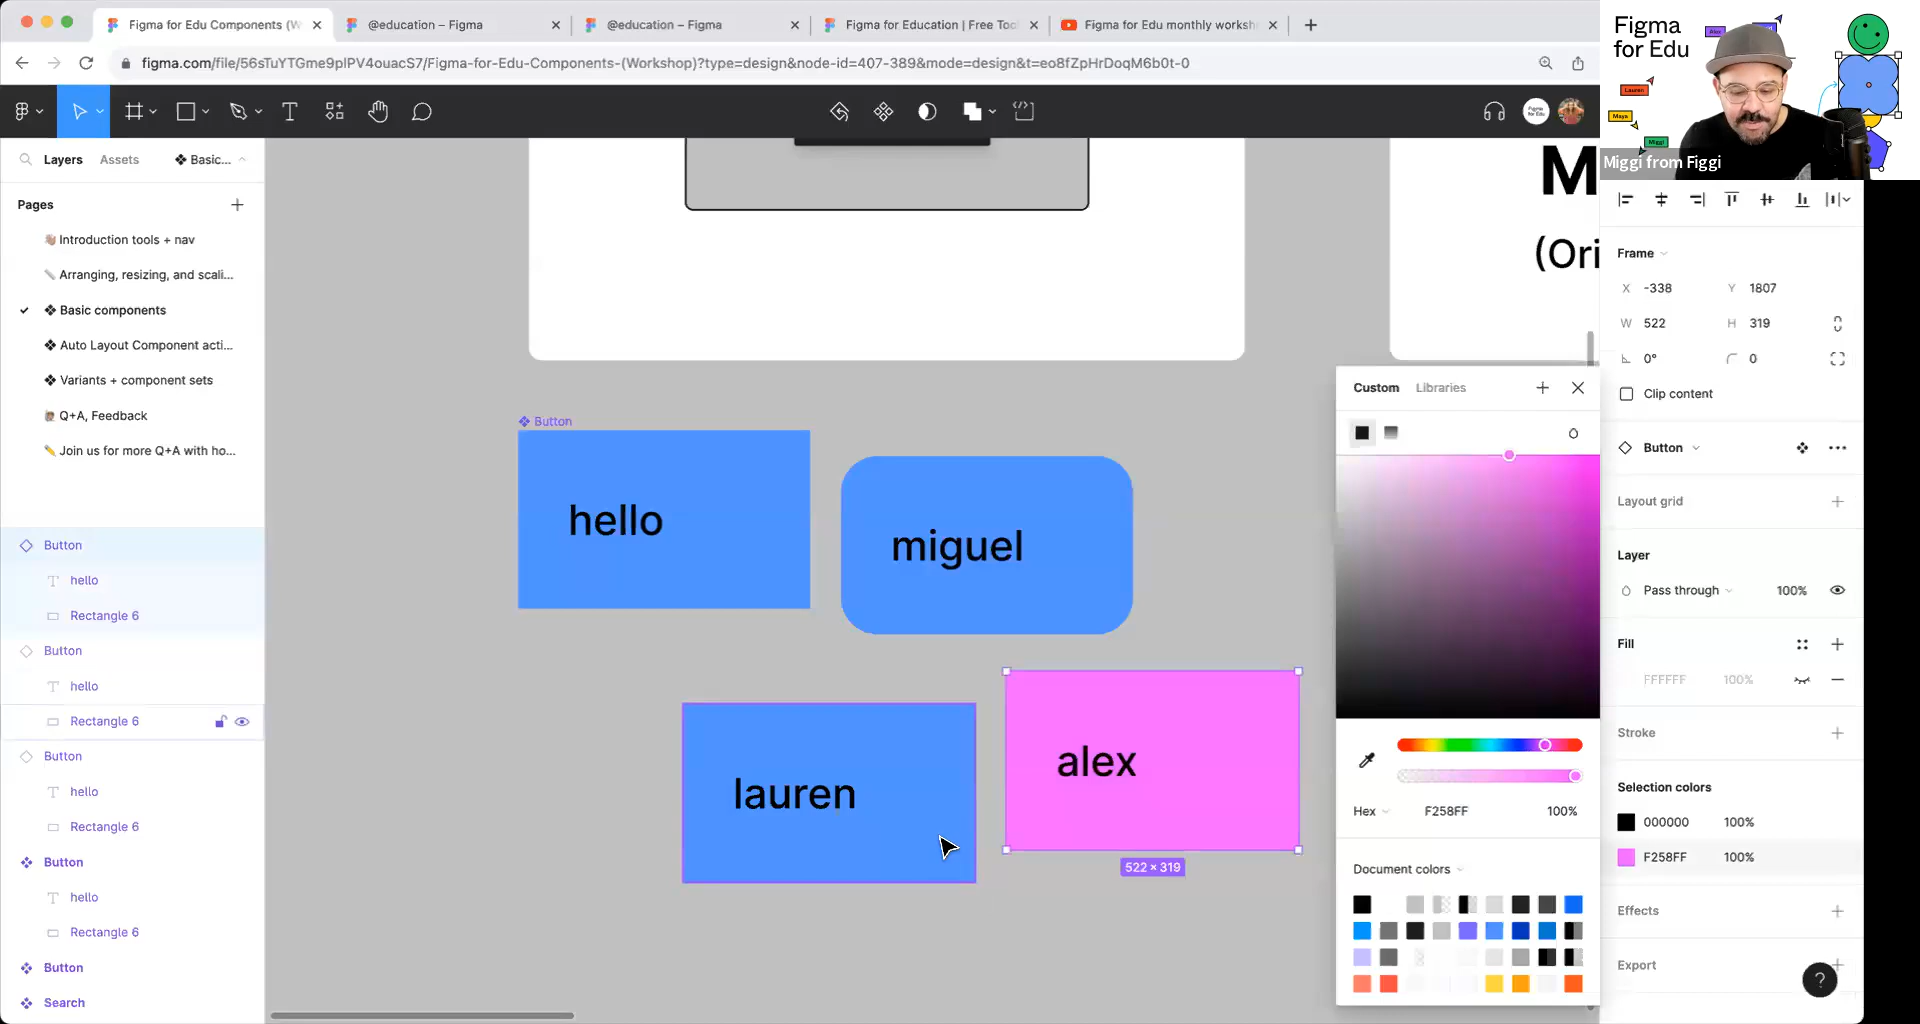 Figma for Edu Components (W
@education – Figma
@education – Figma
Figma for Education | Free Too
Figma for Edu monthly worksh
figma.com/file/56sTuYTGme9plPV4ouacS7/Figma-for-Edu-Components-(Workshop)?type=design&node-id=407-389&mode=design&t=eo8fZpHrDoqM6b0t-0
Figma
for Edu
Lauren
Maya
Miggi
Miggi from Figgi
Layers
Assets
Basic...
Pages
Introduction tools + nav
Arranging, resizing, and scali...
Basic components
Auto Layout Component acti...
Variants + component sets
Q+A, Feedback
Join us for more Q+A with ho...
Button
hello
Rectangle 6
Button
hello
Rectangle 6
Button
hello
Rectangle 6
Button
hello
Rectangle 6
Button
Search
M
(Ori
Button
hello
miguel
lauren
alex
522 × 319
Custom
Libraries
Hex
F258FF
100%
Document colors
Frame
X -338
Y 1807
W 522
H 319
0°
0
Clip content
Button
Layout grid
Layer
Pass through
100%
Fill
FFFFFF
100%
Stroke
Selection colors
000000
100%
F258FF
100%
Effects
Export
?